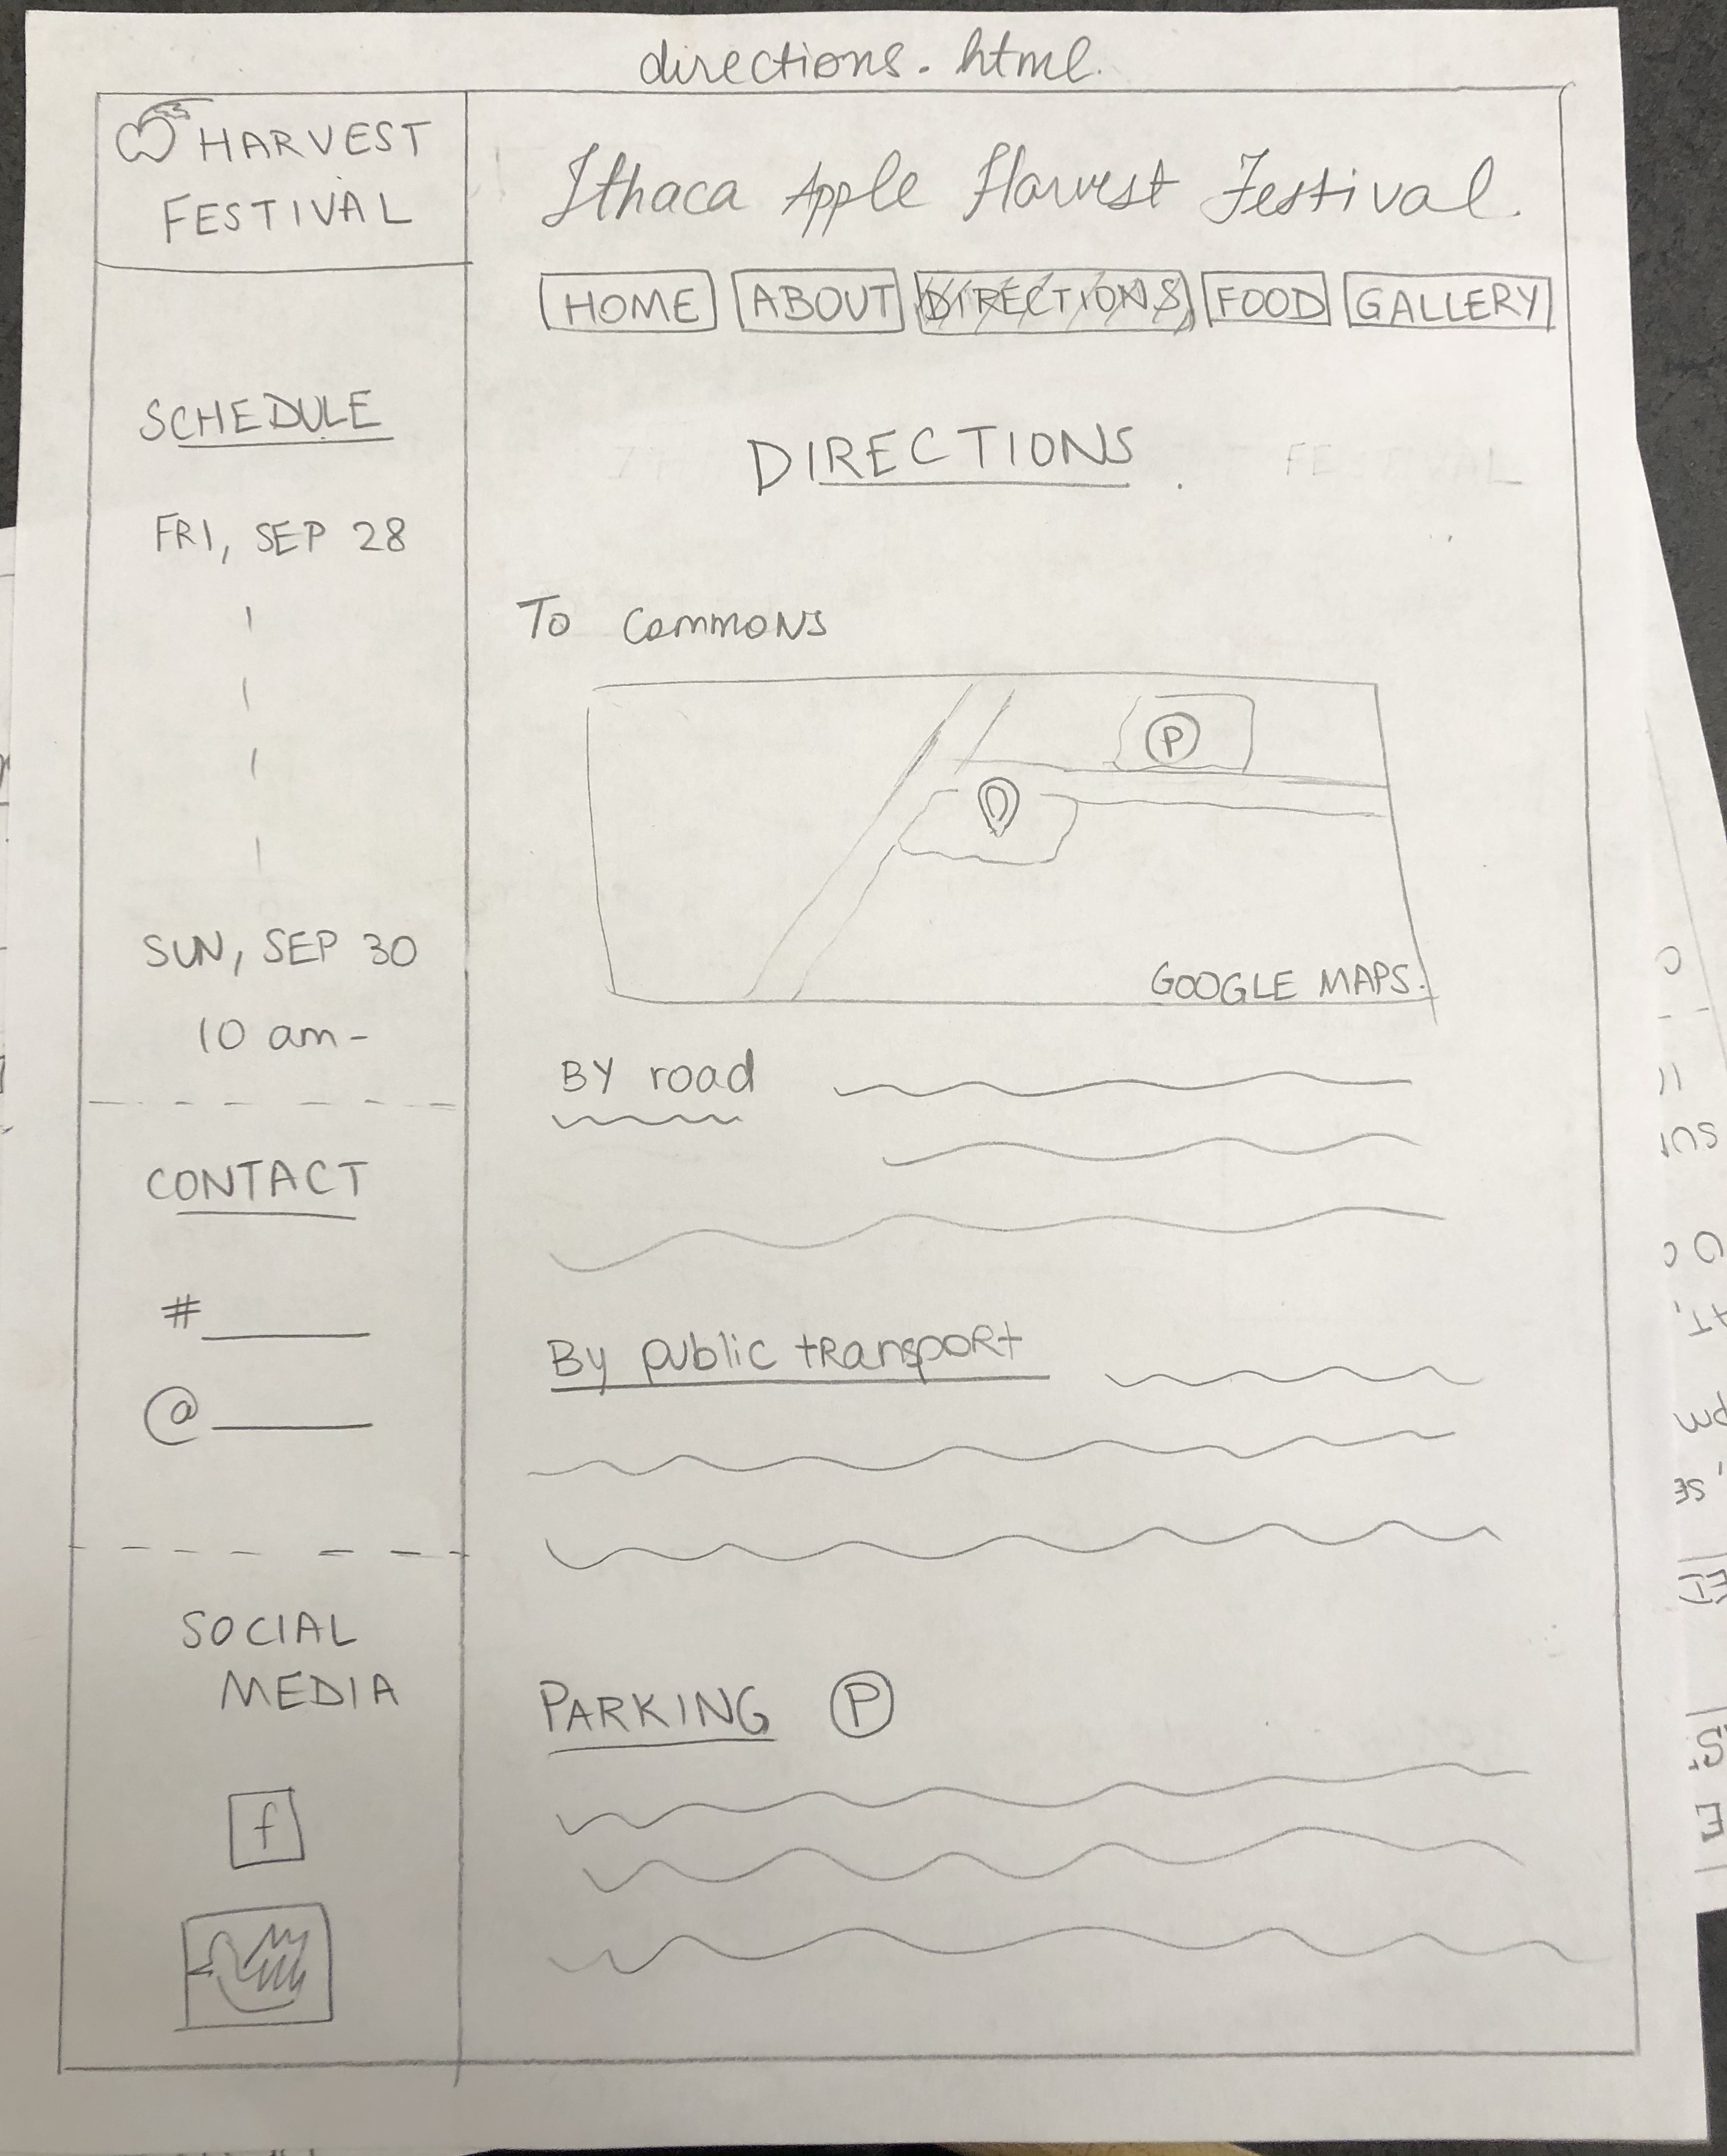 directions.html.
HARVEST
FESTIVAL
SCHEDULE
FRI, SEP 28
SUN, SEP 30
10 am-
CONTACT
#
@
SOCIAL
MEDIA
f
Ithaca Apple Harvest Festival.
HOME ABOUT DIRECTIONS FOOD GALLERY
DIRECTIONS.
FESTIVAL
To Commons
P
GOOGLE MAPS.
By road
By public transport
PARKING P